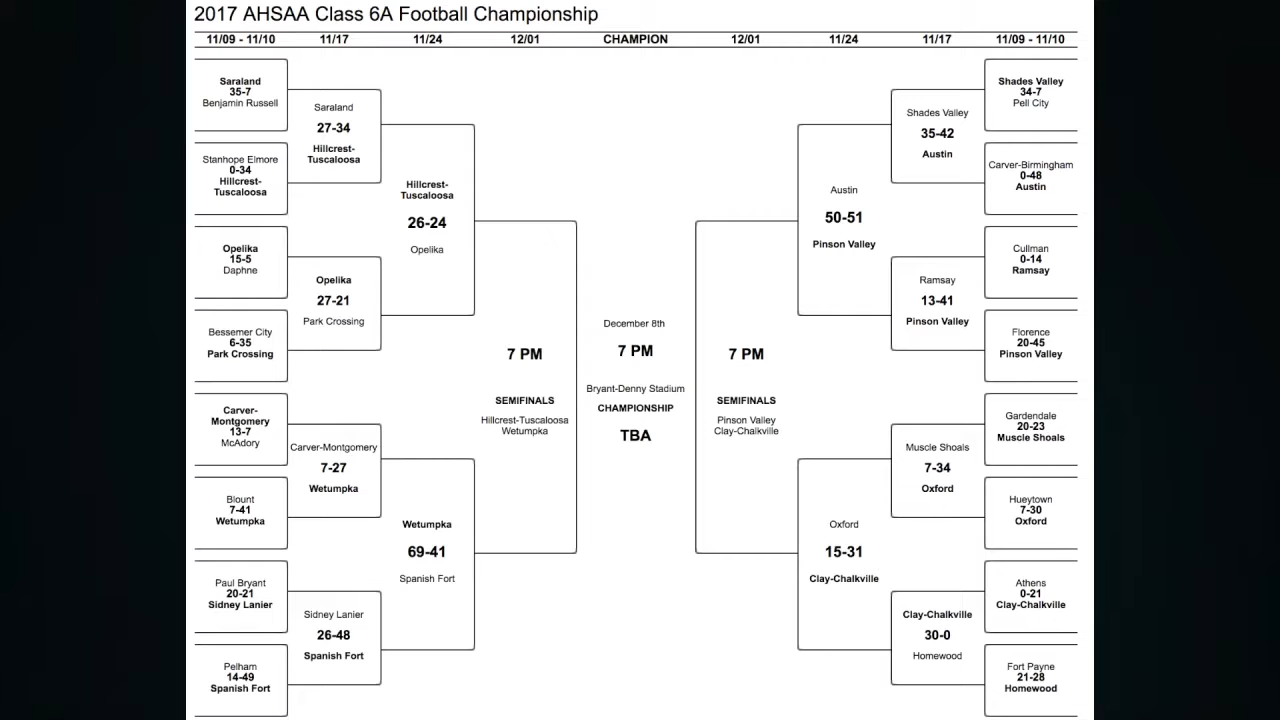 2017 AHSAA Class 6A Football Championship
11/09 - 11/10
11/17
11/24
12/01
CHAMPION
12/01
11/24
11/17
11/09 - 11/10
Saraland
35-7
Benjamin Russell
Stanhope Elmore
0-34
Hillcrest-
Tuscaloosa
Opelika
15-5
Daphne
Bessemer City
6-35
Park Crossing
Carver-
Montgomery
13-7
McAdory
Blount
7-41
Wetumpka
Paul Bryant
20-21
Sidney Lanier
Pelham
14-49
Spanish Fort
Saraland
27-34
Hillcrest-
Tuscaloosa
Opelika
27-21
Park Crossing
Carver-Montgomery
7-27
Wetumpka
Sidney Lanier
26-48
Spanish Fort
Hillcrest-
Tuscaloosa
26-24
Opelika
Wetumpka
69-41
Spanish Fort
7 PM
SEMIFINALS
Hillcrest-Tuscaloosa
Wetumpka
December 8th
7 PM
Bryant-Denny Stadium
CHAMPIONSHIP
TBA
7 PM
SEMIFINALS
Pinson Valley
Clay-Chalkville
Austin
50-51
Pinson Valley
Oxford
15-31
Clay-Chalkville
Shades Valley
35-42
Austin
Ramsay
13-41
Pinson Valley
Muscle Shoals
7-34
Oxford
Clay-Chalkville
30-0
Homewood
Shades Valley
34-7
Pell City
Carver-Birmingham
0-48
Austin
Cullman
0-14
Ramsay
Florence
20-45
Pinson Valley
Gardendale
20-23
Muscle Shoals
Hueytown
7-30
Oxford
Athens
0-21
Clay-Chalkville
Fort Payne
21-28
Homewood